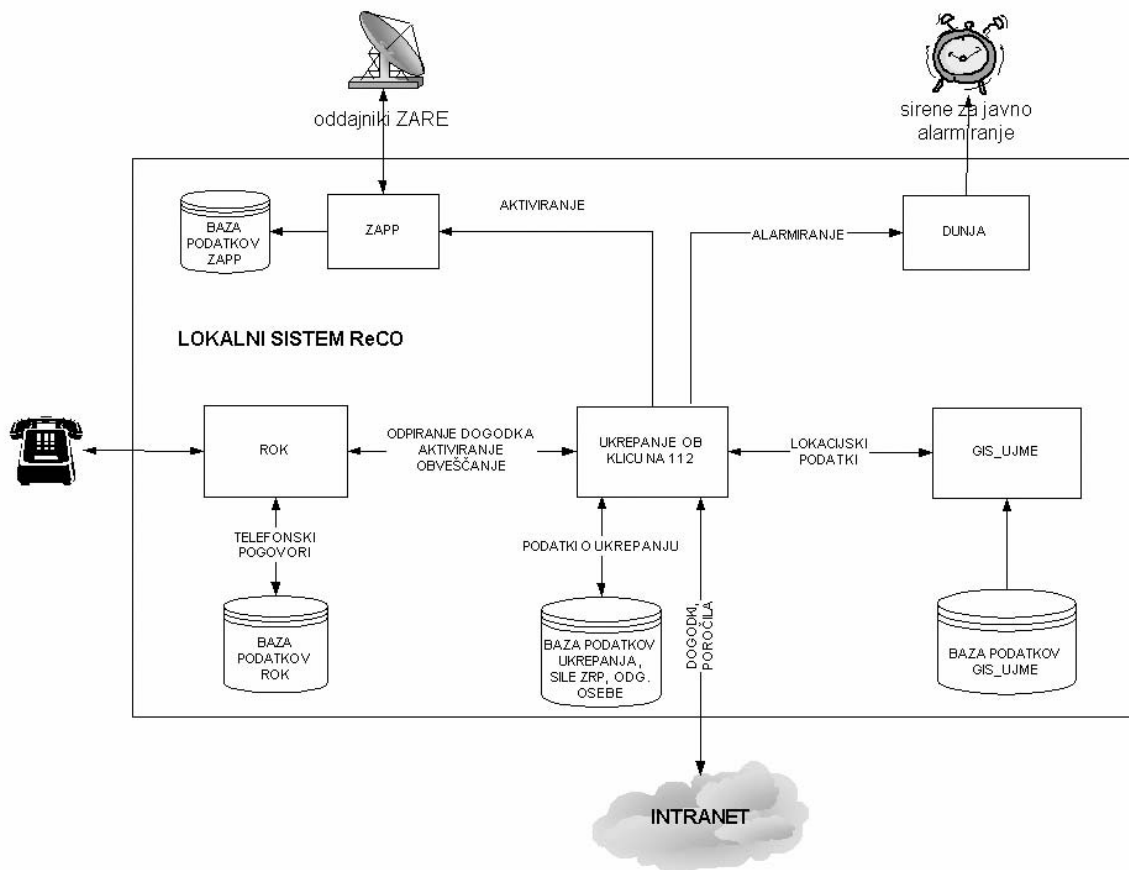 oddajniki ZARE
sirene za javno
alarmiranje
BAZA
PODATKOV
ZAPP
ZAPP
AKTIVIRANJE
ALARMIRANJE
DUNJA
LOKALNI SISTEM ReCO
ROK
ODPIRANJE DOGODKA
AKTIVIRANJE
OBVEŠČANJE
UKREPANJE OB
KLICU NA 112
LOKACIJSKI
PODATKI
GIS_UJME
TELEFONSKI
POGOVORI
PODATKI O UKREPANJU
DOGODKI,
POROČILA
BAZA
PODATKOV
ROK
BAZA PODATKOV
UKREPANJA,
SILE ZRP, ODG.
OSEBE
BAZA PODATKOV
GIS_UJME
INTRANET